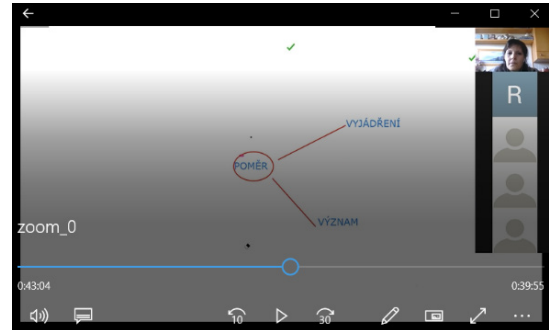 R
VYJÁDŘENÍ
POMĚR
VÝZNAM
zoom_0
0:43:04
0:39:55
10
30